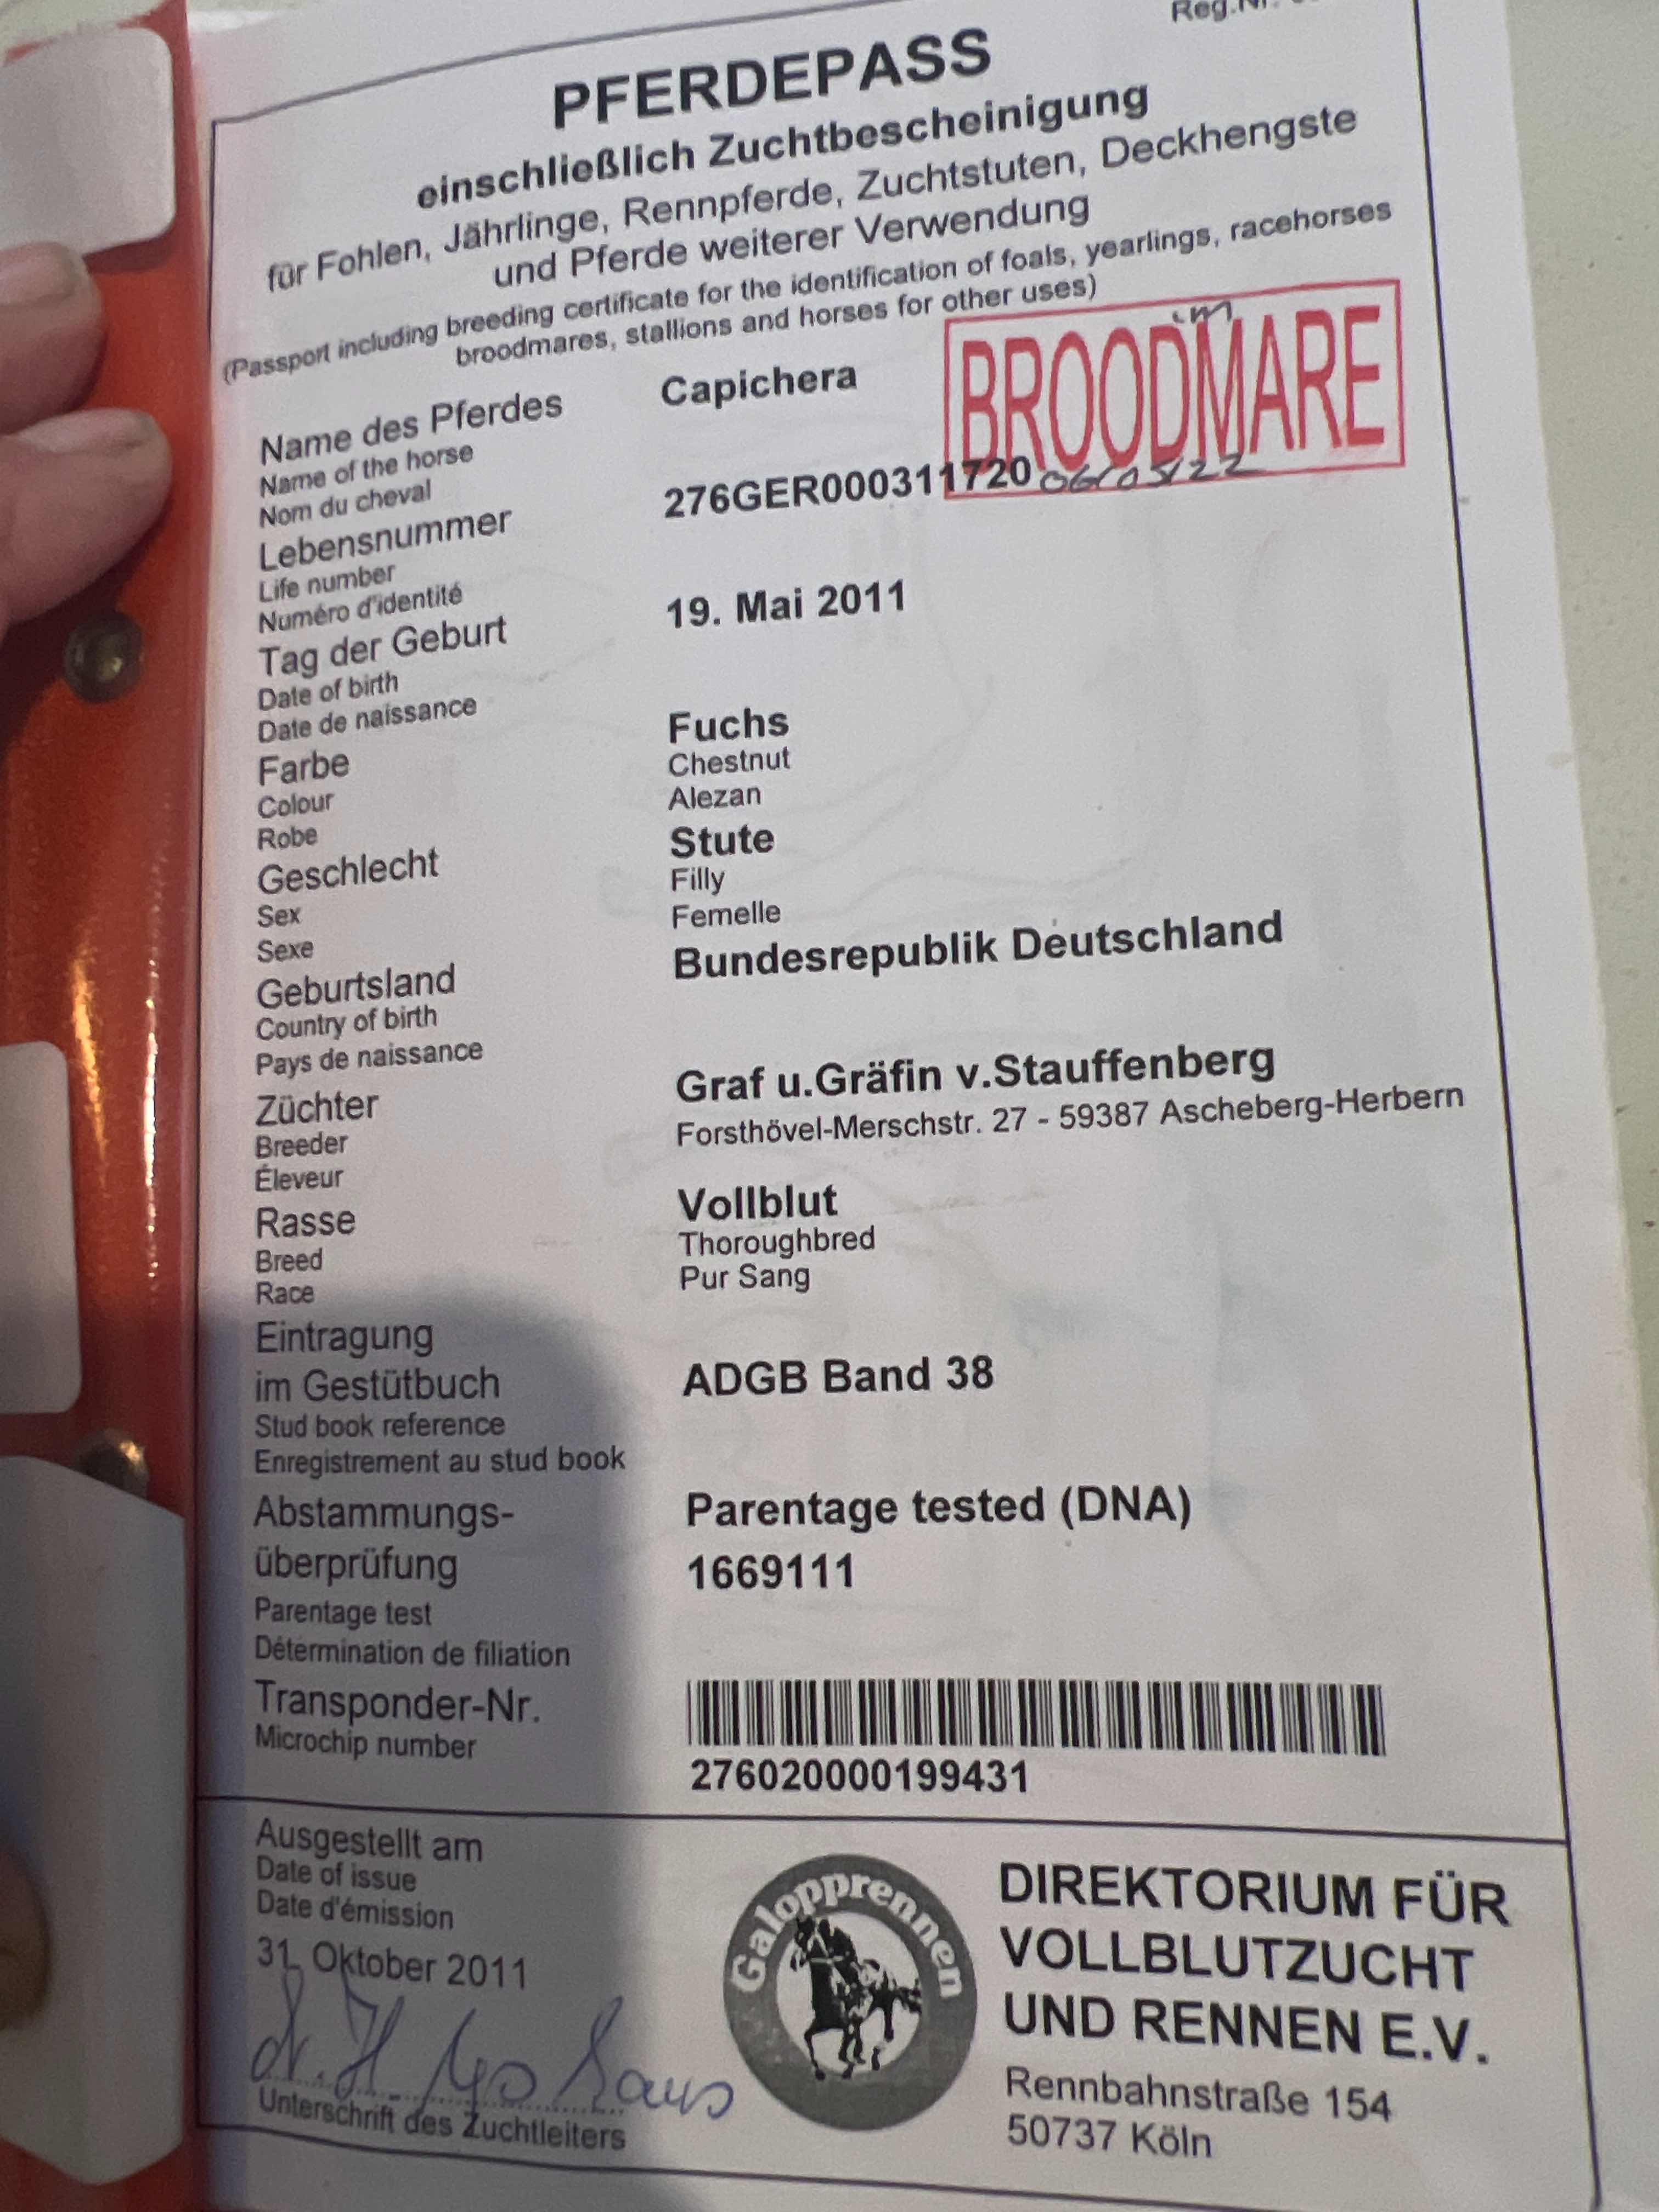 Reg.Nr.
PFERDEPASS
einschließlich Zuchtbescheinigung
für Fohlen, Jährlinge, Rennpferde, Zuchtstuten, Deckhengste
und Pferde weiterer Verwendung
(Passport including breeding certificate for the identification of foals, yearlings, racehorses
broodmares, stallions and horses for other uses)
BROODMARE
06/05/22
Name des Pferdes
Name of the horse
Nom du cheval
Capichera
Lebensnummer
Life number
Numéro d'identité
276GER000311720
Tag der Geburt
Date of birth
Date de naissance
19. Mai 2011
Farbe
Colour
Robe
Fuchs
Chestnut
Alezan
Geschlecht
Sex
Sexe
Stute
Filly
Femelle
Geburtsland
Country of birth
Pays de naissance
Bundesrepublik Deutschland
Züchter
Breeder
Éleveur
Graf u.Gräfin v.Stauffenberg
Forsthövel-Merschstr. 27 - 59387 Ascheberg-Herbern
Rasse
Breed
Race
Vollblut
Thoroughbred
Pur Sang
Eintragung
im Gestütbuch
Stud book reference
Enregistrement au stud book
ADGB Band 38
Abstammungs-
überprüfung
Parentage test
Détermination de filiation
Parentage tested (DNA)
1669111
Transponder-Nr.
Microchip number
276020000199431
Ausgestellt am
Date of issue
Date d'émission
31. Oktober 2011
Unterschrift des Zuchtleiters
Galopprennen
DIREKTORIUM FÜR
VOLLBLUTZUCHT
UND RENNEN E.V.
Rennbahnstraße 154
50737 Köln